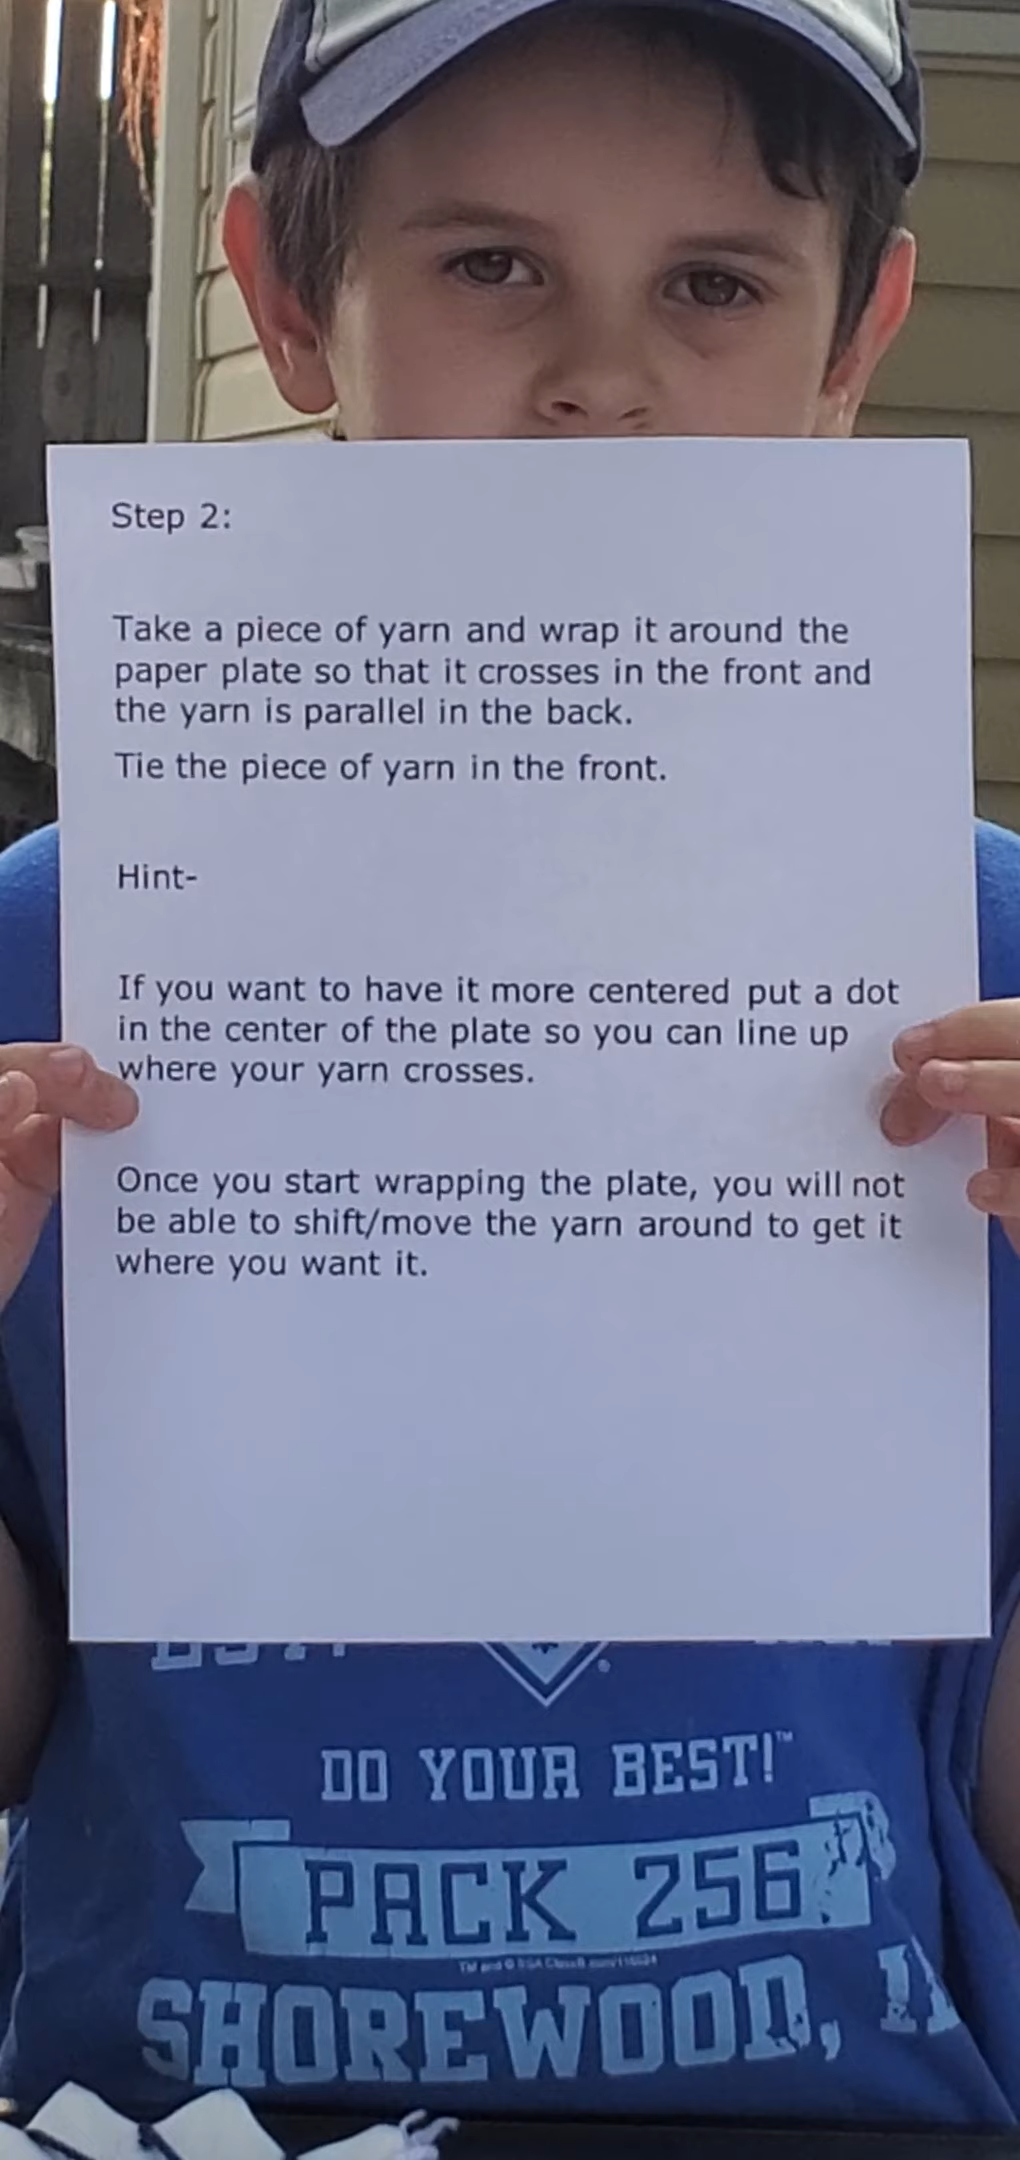 Step 2:
Take a piece of yarn and wrap it around the
paper plate so that it crosses in the front and
the yarn is parallel in the back.
Tie the piece of yarn in the front.
Hint-
If you want to have it more centered put a dot
in the center of the plate so you can line up
where your yarn crosses.
Once you start wrapping the plate, you will not
be able to shift/move the yarn around to get it
where you want it.
DO YOUR BEST!™
PACK 256
SHOREWOOD,